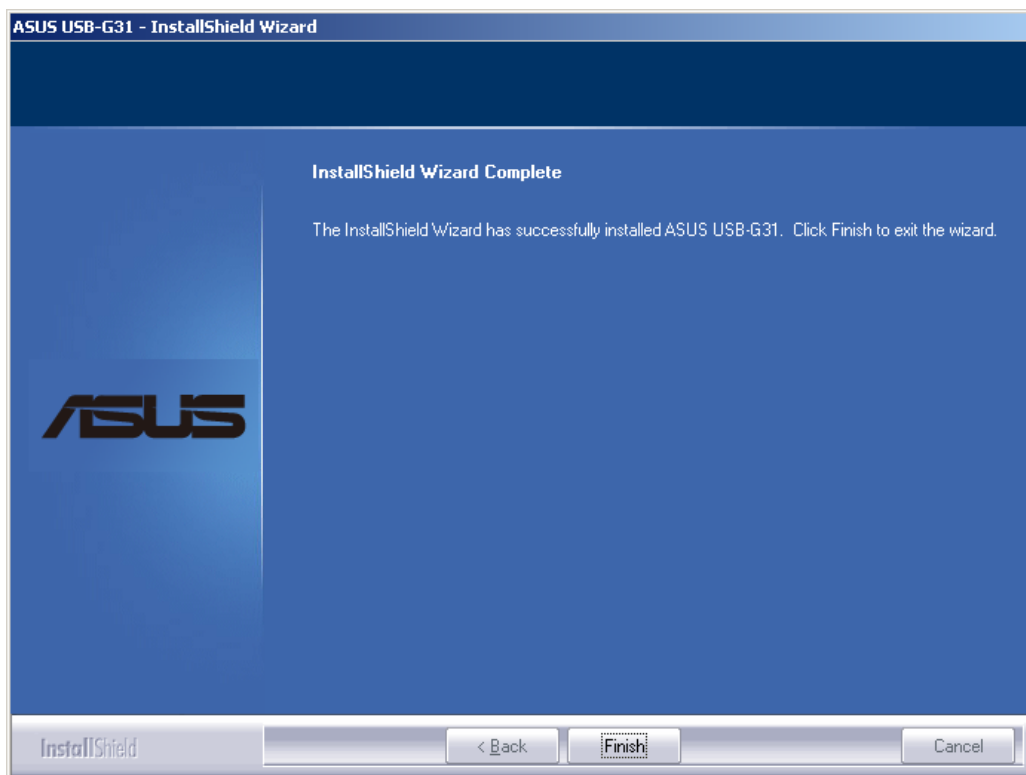 ASUS USB-G31 - InstallShield Wizard
InstallShield Wizard Complete
The InstallShield Wizard has successfully installed ASUS USB-G31. Click Finish to exit the wizard.
ASUS
InstallShield
< Back
Finish
Cancel